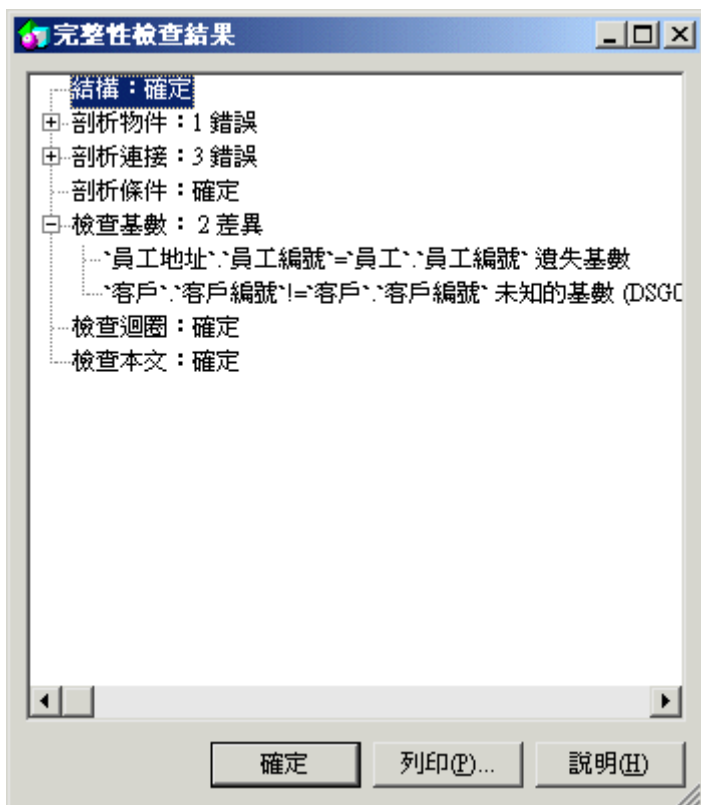 完整性檢查結果
結構：確定
剖析物件：1 錯誤
剖析連接：3 錯誤
剖析條件：確定
檢查基數： 2 差異
`員工地址`.`員工編號`=`員工`.`員工編號` 遺失基數
`客戶`.`客戶編號`!=`客戶`.`客戶編號` 未知的基數 (DSG
檢查迴圈：確定
檢查本文：確定
確定
列印(P)...
說明(H)